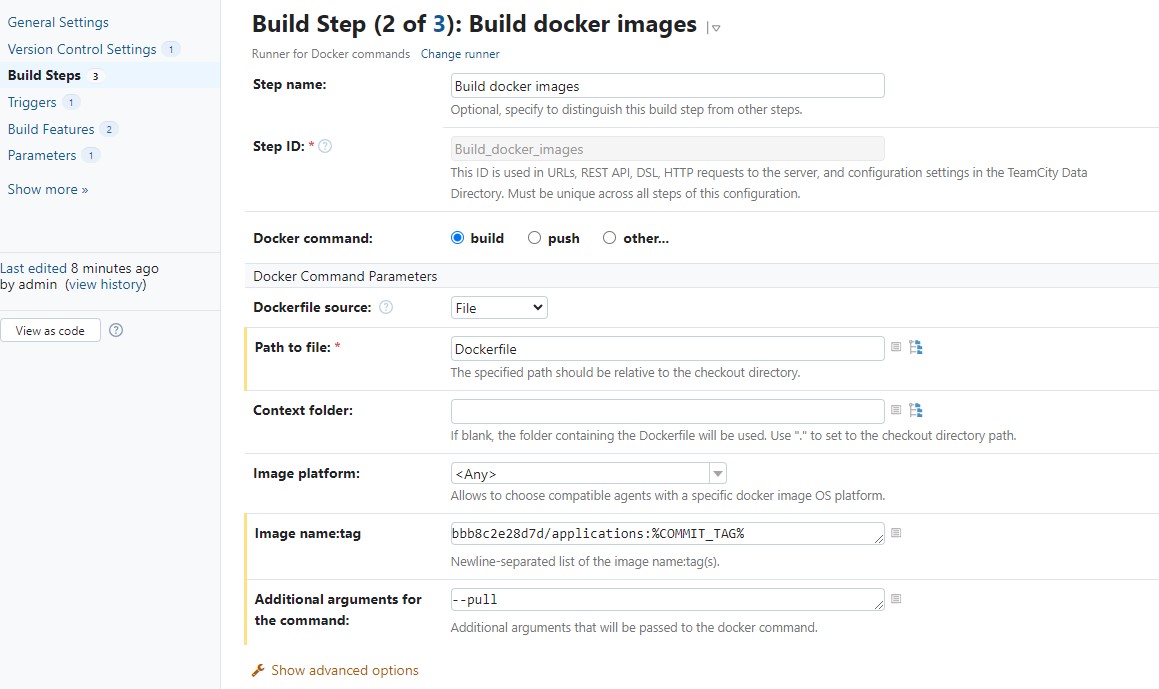 General Settings
Version Control Settings 1
Build Steps 3
Triggers 1
Build Features 2
Parameters 1
Show more »
Last edited 8 minutes ago
by admin (view history)
View as code ?
Build Step (2 of 3): Build docker images
Runner for Docker commands Change runner
Step name: Build docker images
Optional, specify to distinguish this build step from other steps.
Step ID: * ? Build_docker_images
This ID is used in URLs, REST API, DSL, HTTP requests to the server, and configuration settings in the TeamCity Data
Directory. Must be unique across all steps of this configuration.
Docker command: build push other...
Docker Command Parameters
Dockerfile source: ? File
Path to file: * Dockerfile
The specified path should be relative to the checkout directory.
Context folder:
If blank, the folder containing the Dockerfile will be used. Use "." to set to the checkout directory path.
Image platform: <Any>
Allows to choose compatible agents with a specific docker image OS platform.
Image name:tag bbb8c2e28d7d/applications:%COMMIT_TAG%
Newline-separated list of the image name:tag(s).
Additional arguments for
the command:
--pull
Additional arguments that will be passed to the docker command.
Show advanced options